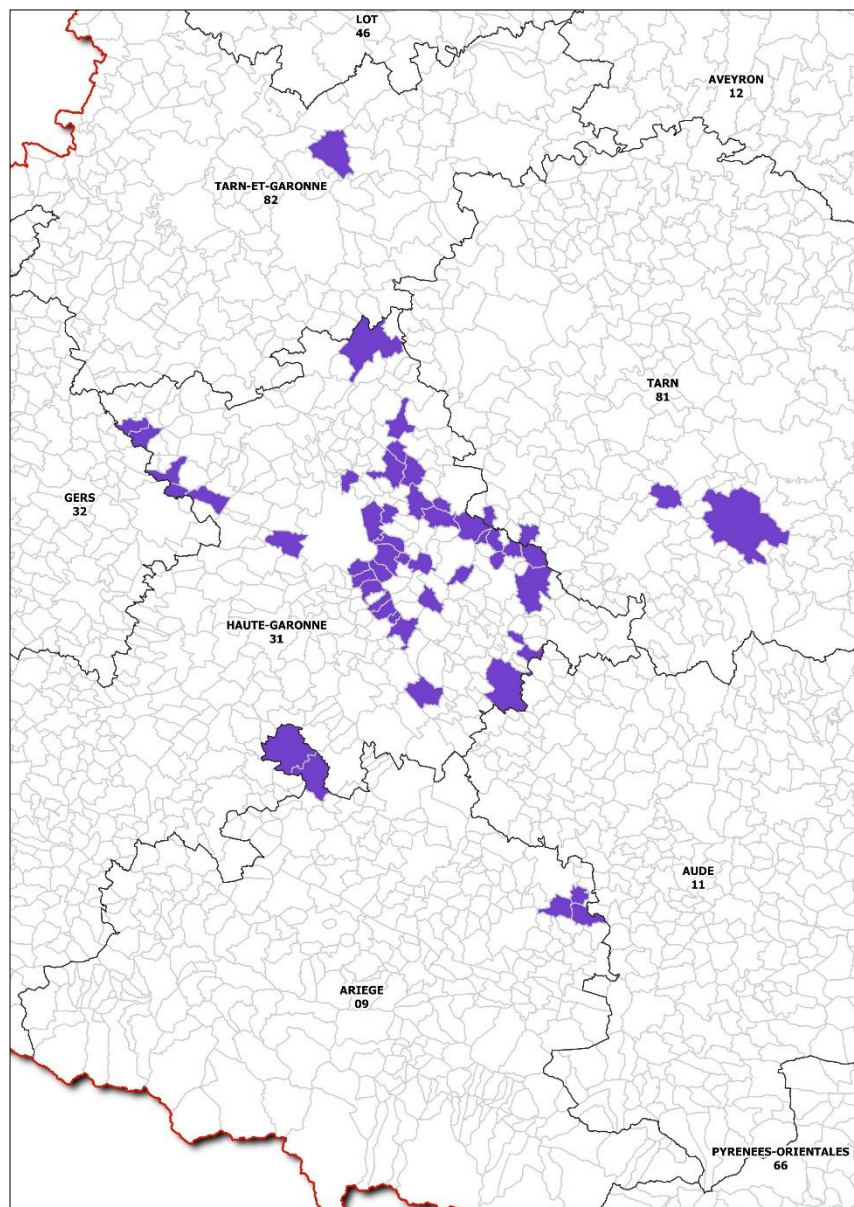 LOT
46
AVEYRON
12
TARN-ET-GARONNE
82
TARN
81
GERS
32
HAUTE-GARONNE
31
AUDE
11
ARIEGE
09
PYRENEES-ORIENTALES
66